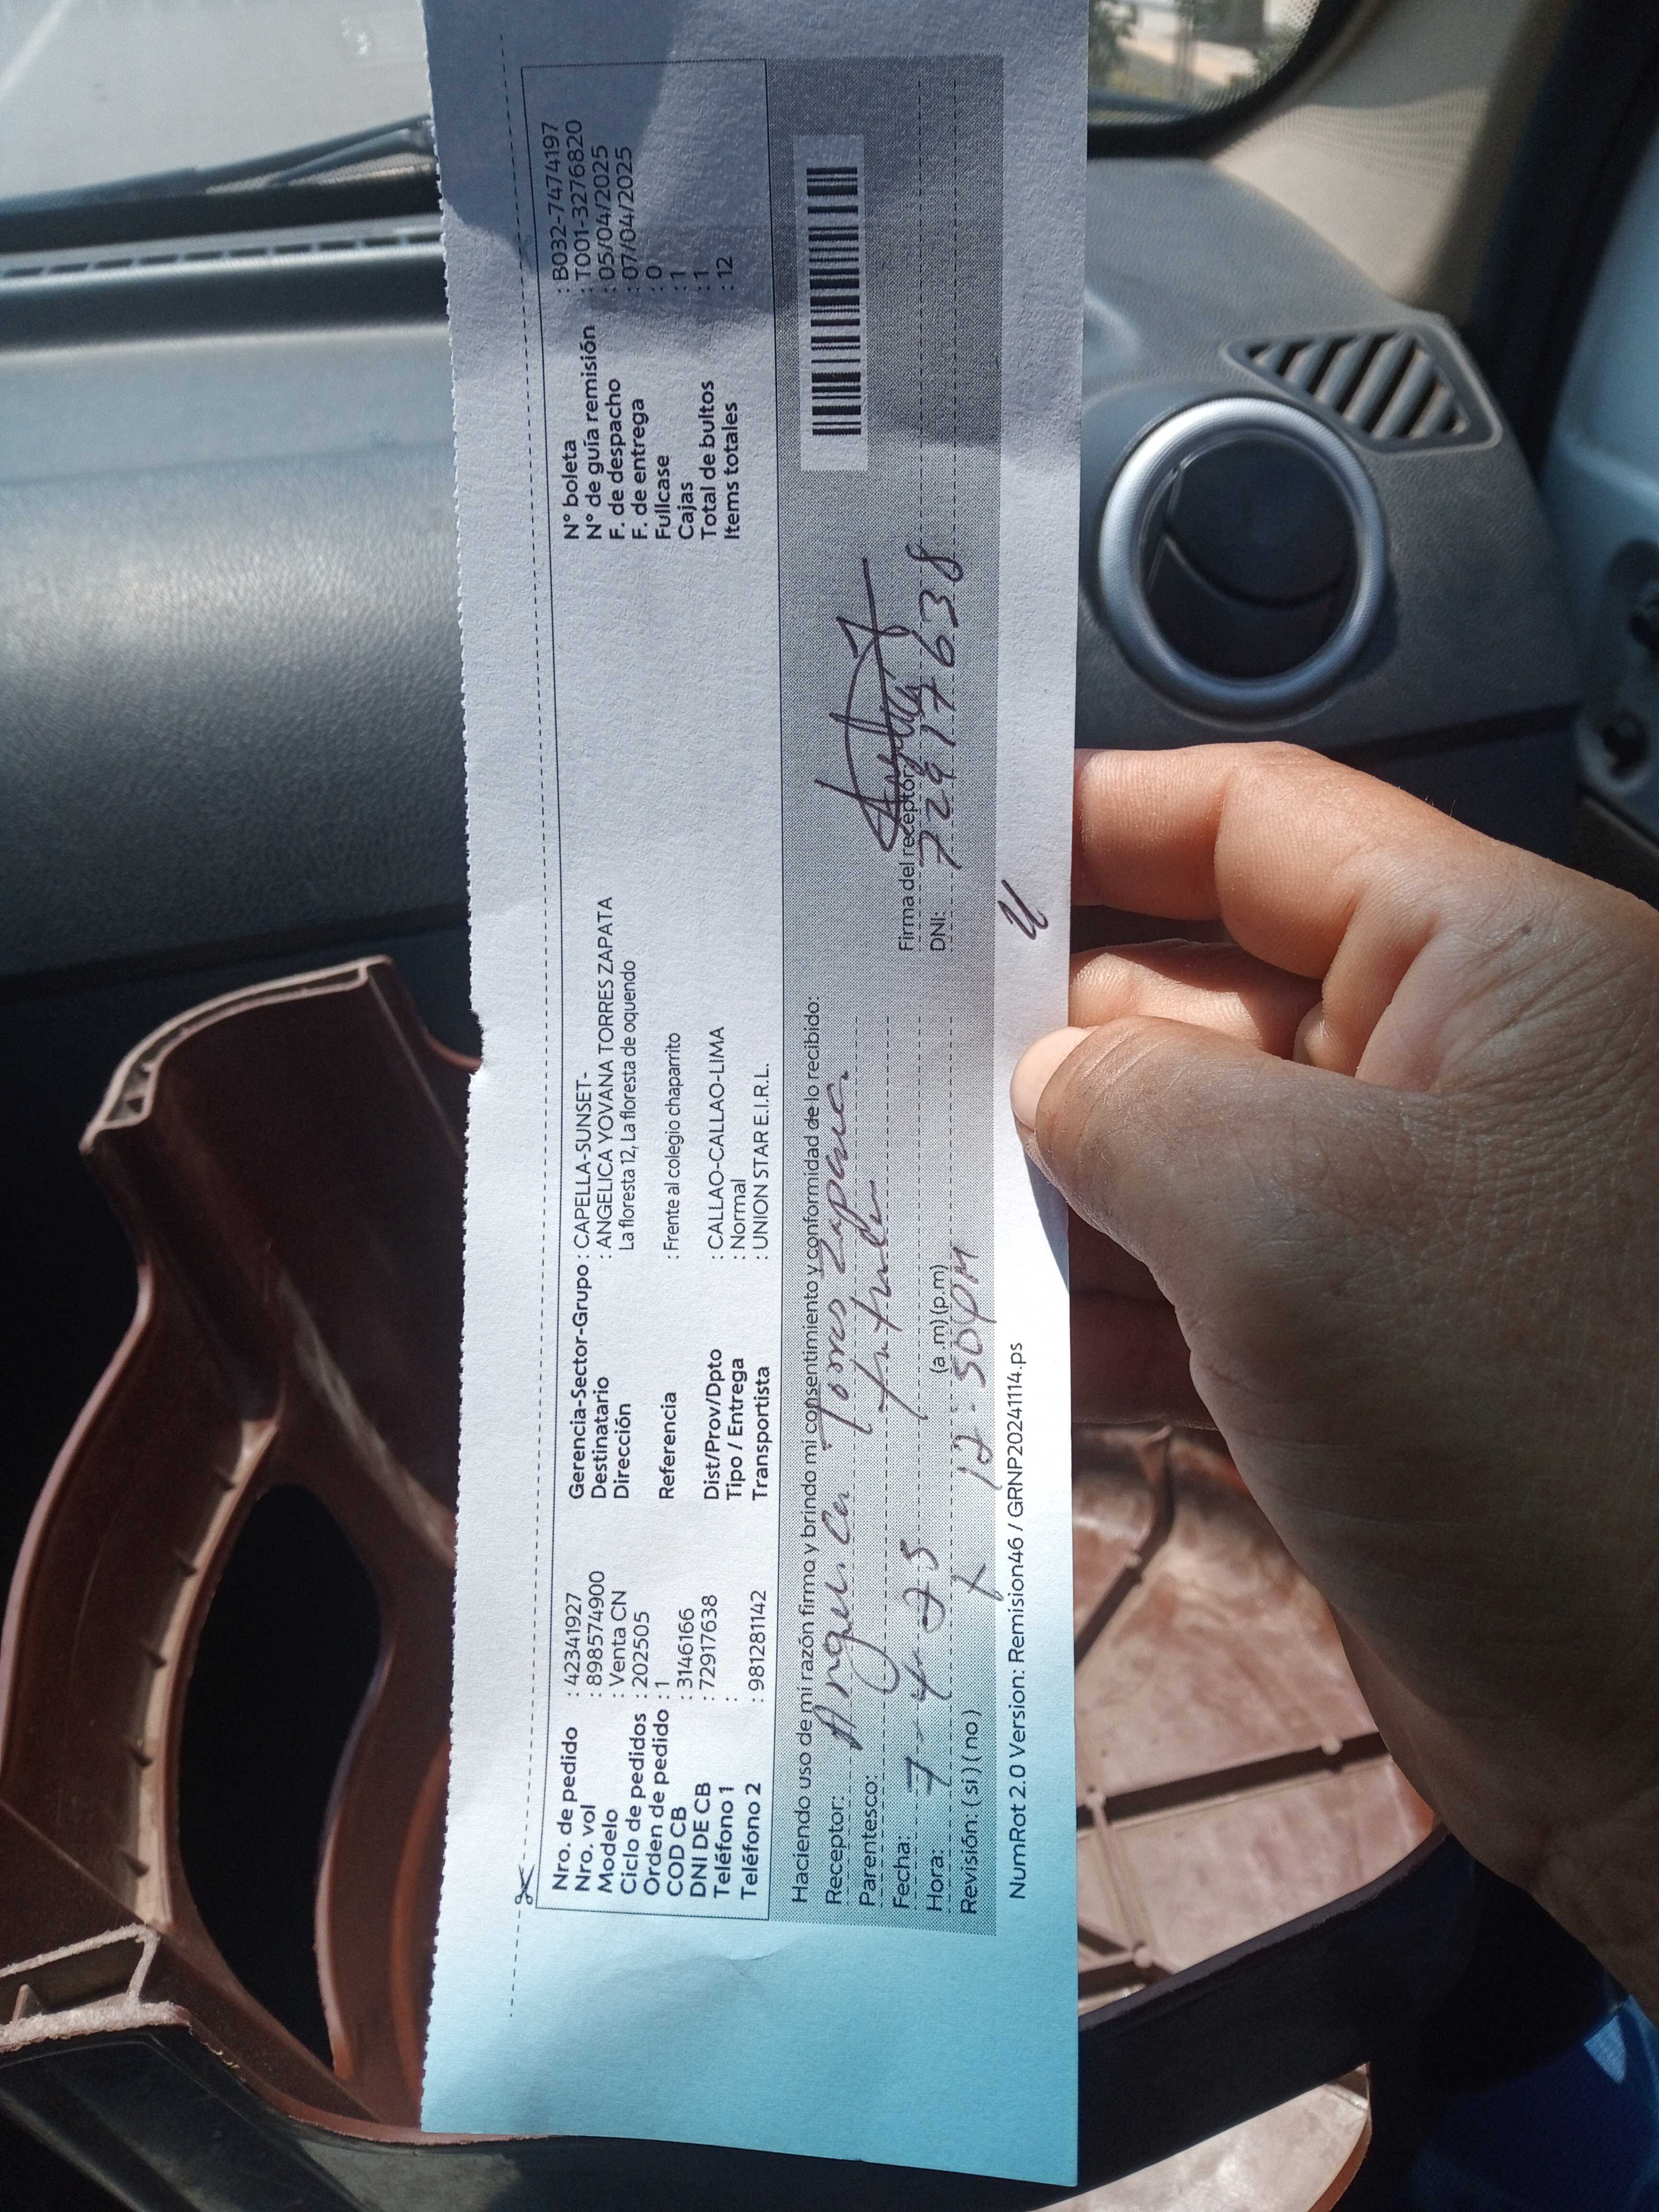 Nro. de pedido : 42341927
Nro. vol : 898574900
Modelo : Venta CN
Ciclo de pedidos : 202505
Orden de pedido : 1
COD CB : 3146166
DNI DE CB : 72917638
Teléfono 1 :
Teléfono 2 : 981281142
Gerencia-Sector-Grupo : CAPELLA-SUNSET-
Destinatario : ANGELICA YOVANA TORRES ZAPATA
Dirección La floresta 12, La floresta de oquendo
Referencia : Frente al colegio chaparrito
Dist/Prov/Dpto : CALLAO-CALLAO-LIMA
Tipo / Entrega : Normal
Transportista : UNION STAR E.I.R.L.
N° boleta : B032-7474197
N° de guía remisión : T001-3276820
F. de despacho : 05/04/2025
F. de entrega : 07/04/2025
Fullcase : 0
Cajas : 1
Total de bultos : 1
Items totales : 12
Haciendo uso de mi razón firmo y brindo mi consentimiento y conformidad de lo recibido:
Receptor: Angelica Torres Zapata
Parentesco: titular
Fecha: 7-4-25
Hora: 12:50PM (a.m) (p.m)
Revisión: ( si ) ( no )
Firma del receptor
DNI: 72917638
NumRot 2.0 Version: Remision46 / GRNP20241114.ps